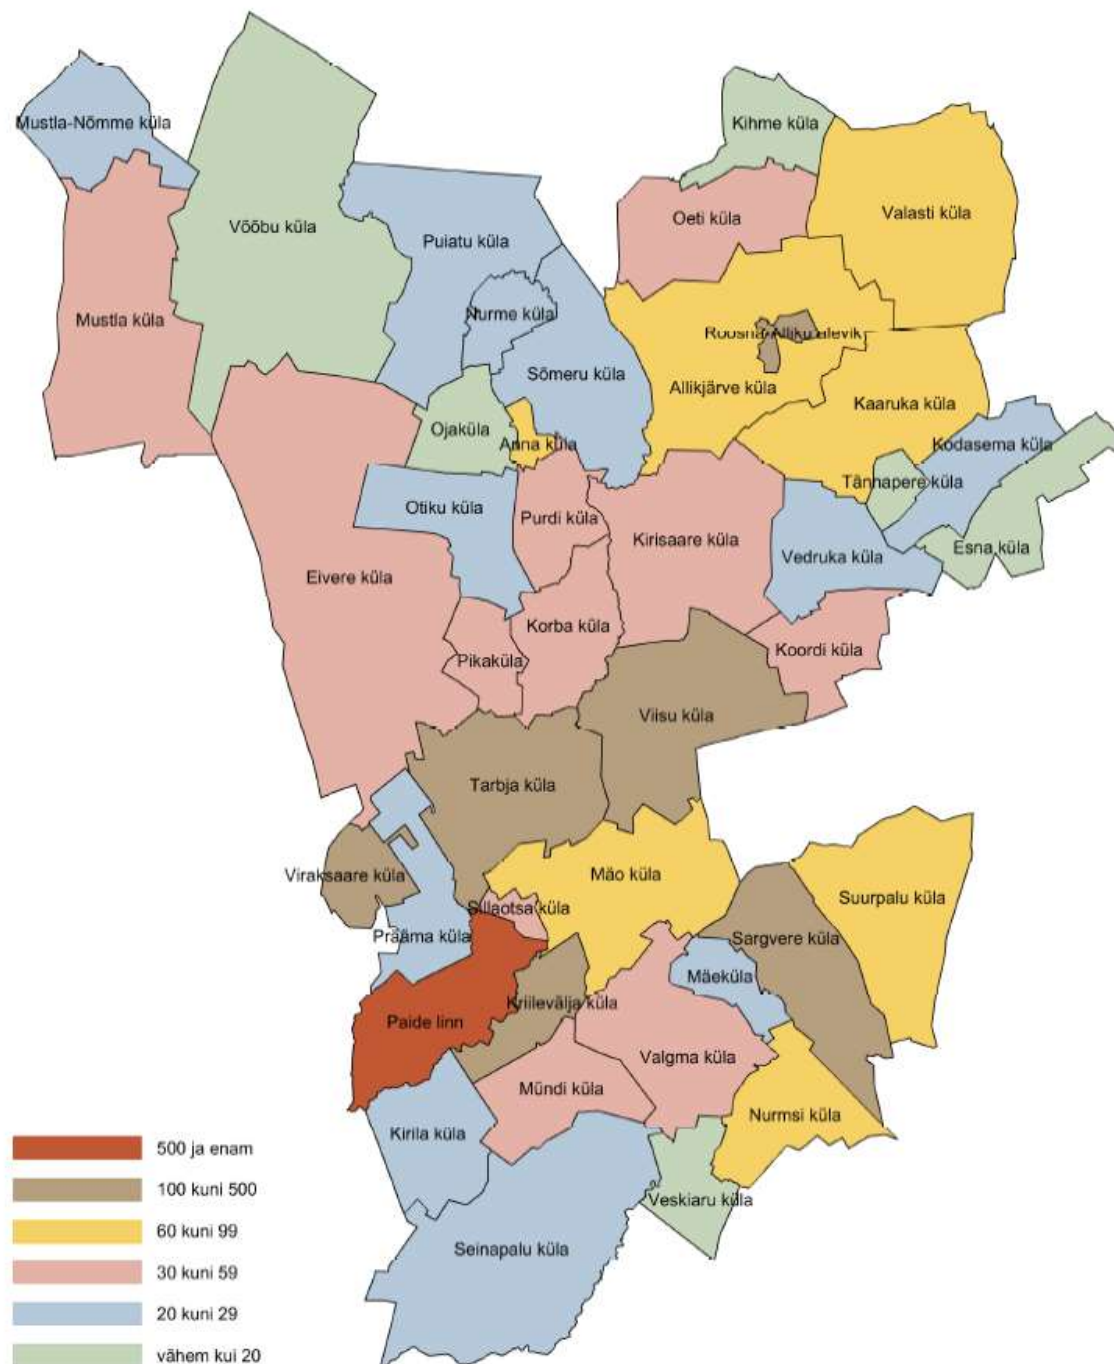 Mustla-Nõmme küla
Kihme küla
Võõbu küla
Oeti küla
Valasti küla
Puiatu küla
Nurme küla
Mustla küla
Roosna-Alliku alevik
Sõmeru küla
Allikjärve küla
Kaaruka küla
Ojaküla
Anna küla
Kodasema küla
Tännapere küla
Otiku küla
Purdi küla
Kirisaare küla
Vedruka küla
Esna küla
Eivere küla
Korba küla
Pikaküla
Koordi küla
Viisu küla
Tarbja küla
Viraksaare küla
Mäo küla
Suurpalu küla
Sillaotsa küla
Prääma küla
Sargvere küla
Mäeküla
Kriilevälja küla
Paide linn
Valgma küla
Mündi küla
Nurmsi küla
Kirila küla
Veskiaru küla
Seinapalu küla
500 ja enam
100 kuni 500
60 kuni 99
30 kuni 59
20 kuni 29
vähem kui 20